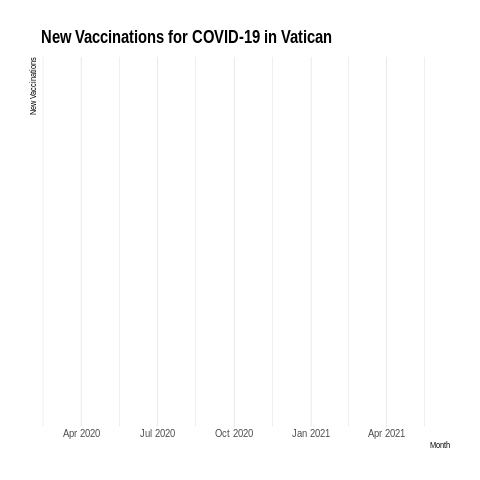 New Vaccinations for COVID-19 in Vatican
New Vaccinations
Apr 2020 Jul 2020 Oct 2020 Jan 2021 Apr 2021
Month